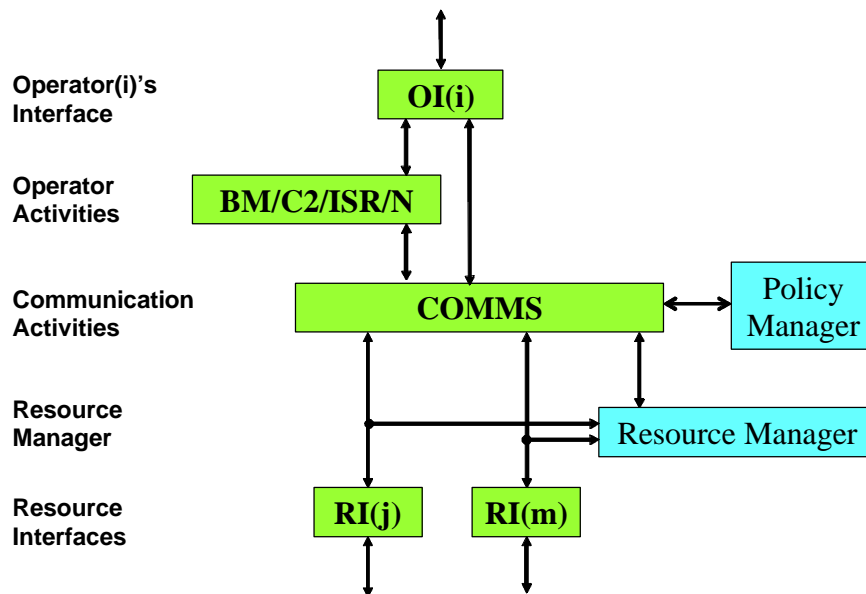 Operator(i)'s
Interface
OI(i)
Operator
Activities
BM/C2/ISR/N
Communication
Activities
COMMS
Policy
Manager
Resource
Manager
Resource Manager
Resource
Interfaces
RI(j)
RI(m)